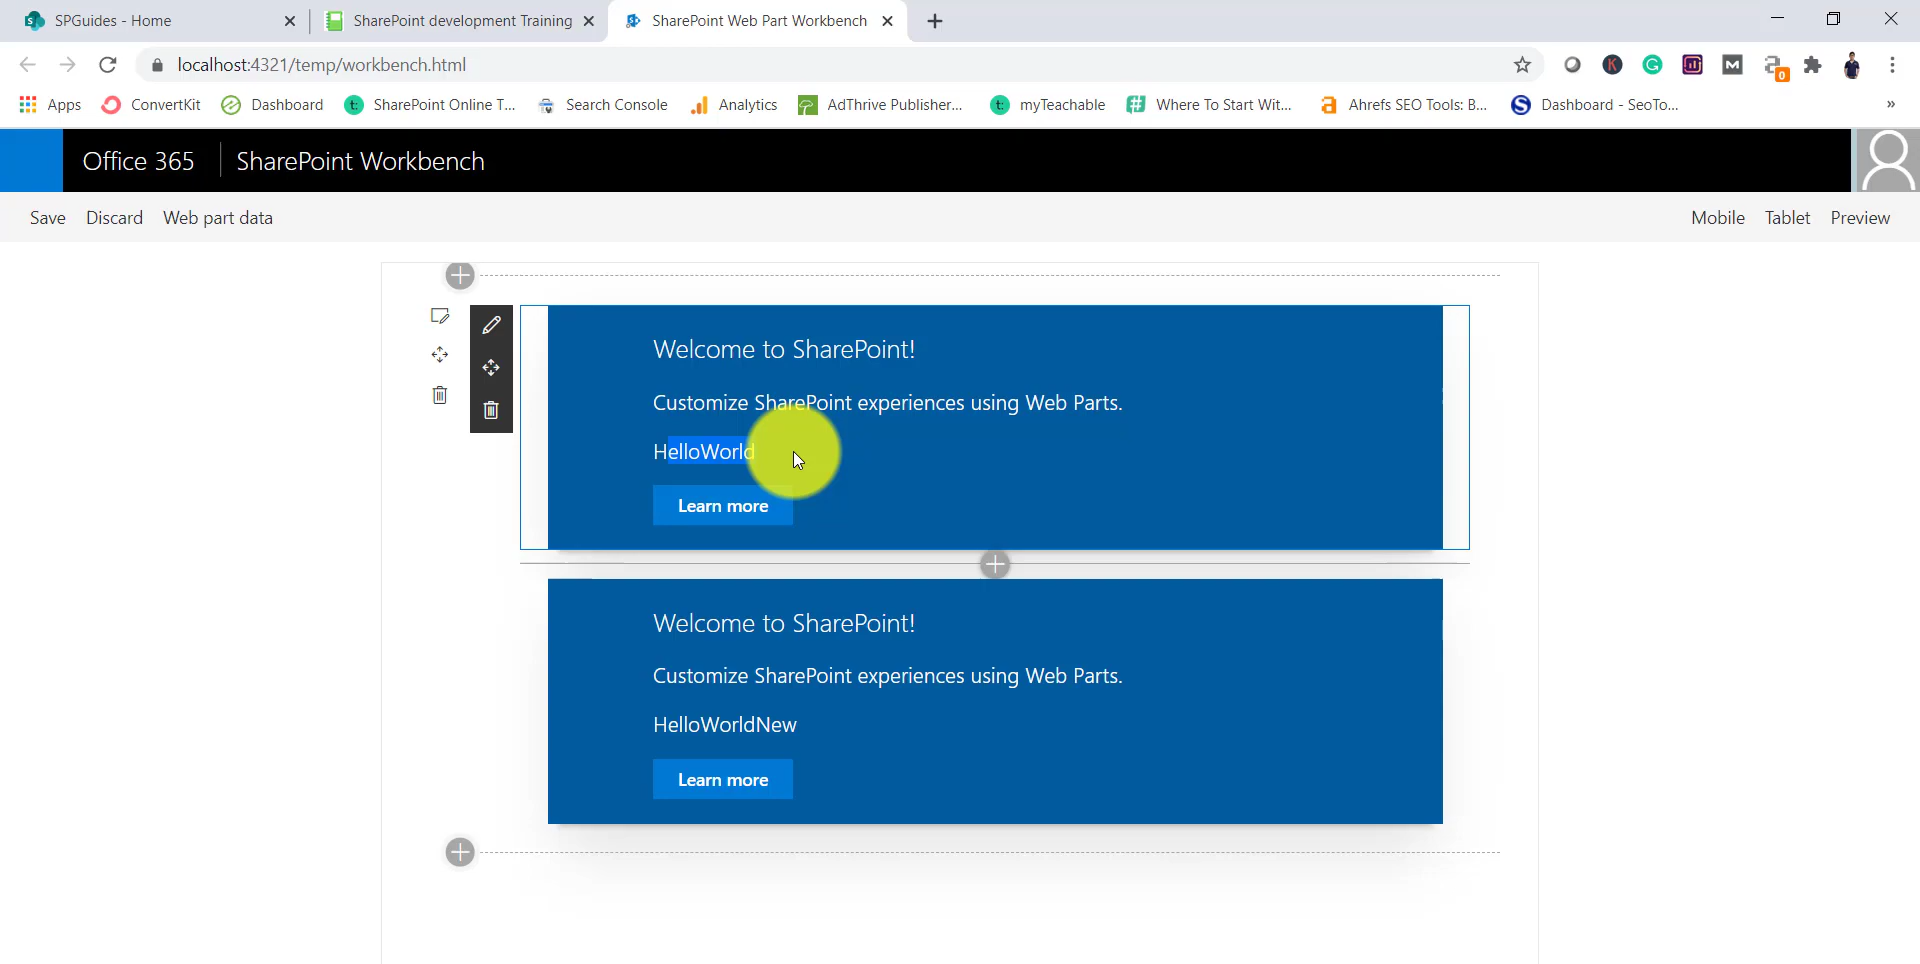 SPGuides - Home
SharePoint development Training
SharePoint Web Part Workbench
localhost:4321/temp/workbench.html
Apps
ConvertKit
Dashboard
SharePoint Online T...
Search Console
Analytics
AdThrive Publisher...
myTeachable
Where To Start Wit...
Ahrefs SEO Tools: B...
Dashboard - SeoTo...
»
Office 365
SharePoint Workbench
Save
Discard
Web part data
Mobile
Tablet
Preview
Welcome to SharePoint!
Customize SharePoint experiences using Web Parts.
HelloWorld
Learn more
Welcome to SharePoint!
Customize SharePoint experiences using Web Parts.
HelloWorldNew
Learn more